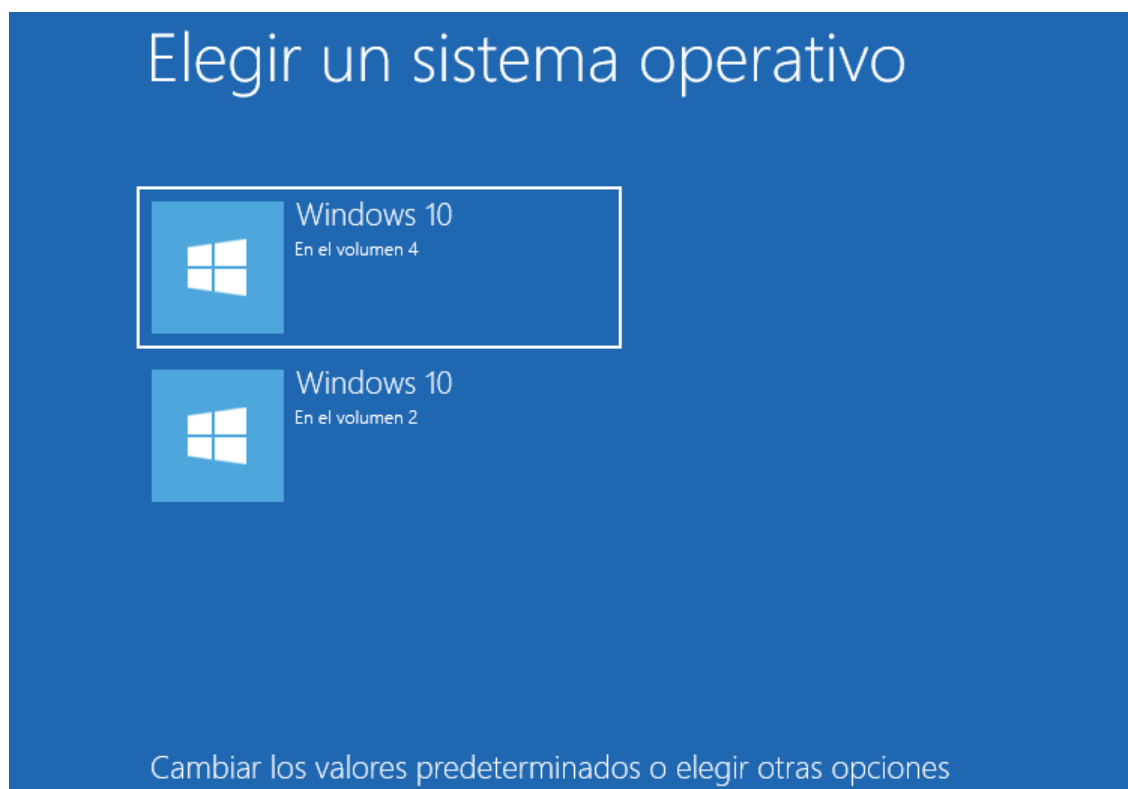 Elegir un sistema operativo
Windows 10
En el volumen 4
Windows 10
En el volumen 2
Cambiar los valores predeterminados o elegir otras opciones